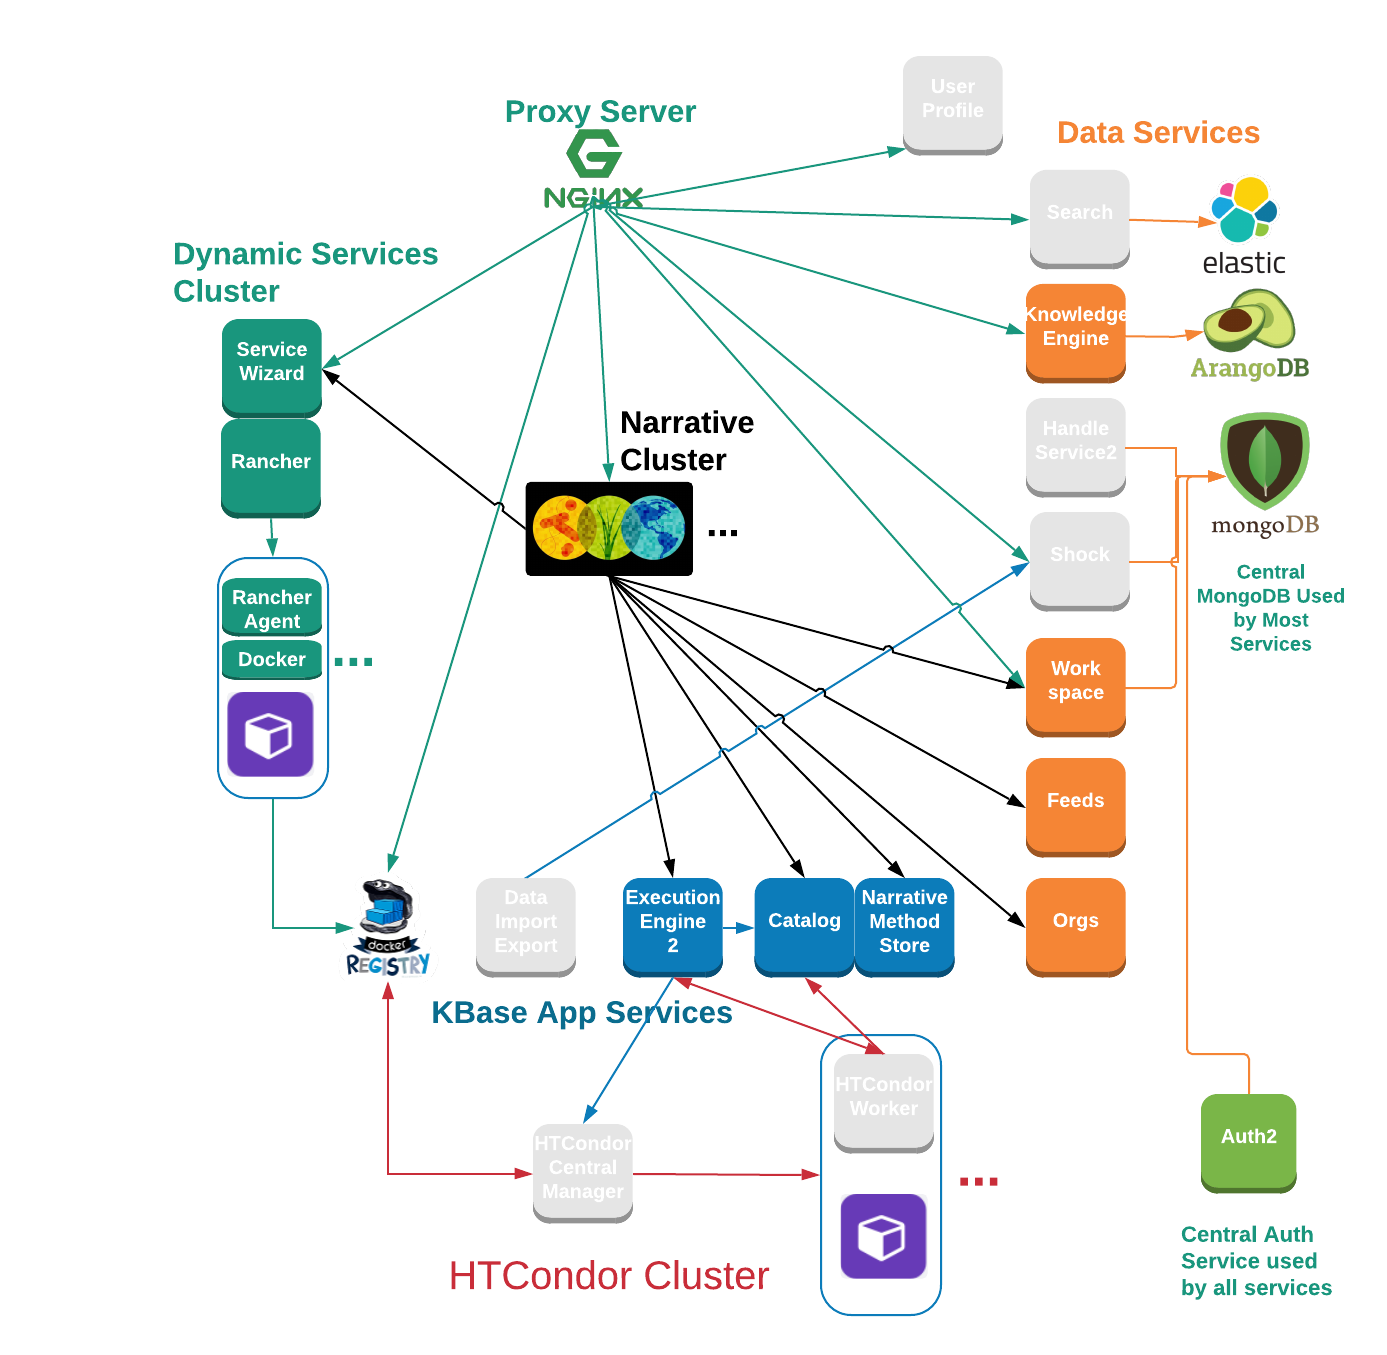 User
Profile
Proxy Server
NGiNX
Data Services
Search
elastic
Dynamic Services
Cluster
Knowledge
Engine
ArangoDB
Service
Wizard
Rancher
Narrative
Cluster
...
Handle
Service2
mongoDB
Shock
Central
MongoDB Used
by Most
Services
Rancher
Agent
Docker
...
Work
space
Feeds
Data
Import
Export
Execution
Engine
2
Catalog
Narrative
Method
Store
Orgs
docker
REGISTRY
KBase App Services
HTCondor
Worker
HTCondor
Central
Manager
...
Auth2
Central Auth
Service used
by all services
HTCondor Cluster